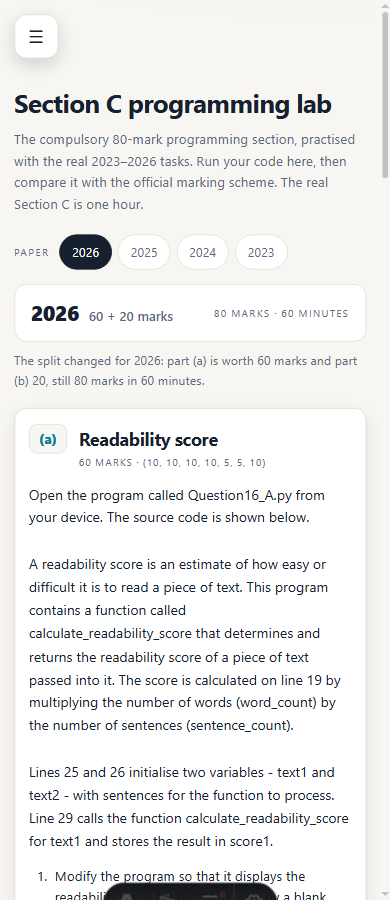 ☰
Section C programming lab
The compulsory 80-mark programming section, practised
with the real 2023–2026 tasks. Run your code here, then
compare it with the official marking scheme. The real
Section C is one hour.
PAPER 2026 2025 2024 2023
2026 60 + 20 marks 80 MARKS · 60 MINUTES
The split changed for 2026: part (a) is worth 60 marks and part
(b) 20, still 80 marks in 60 minutes.
(a) Readability score
60 MARKS · (10, 10, 10, 10, 5, 5, 10)
Open the program called Question16_A.py from
your device. The source code is shown below.
A readability score is an estimate of how easy or
difficult it is to read a piece of text. This program
contains a function called
calculate_readability_score that determines and
returns the readability score of a piece of text
passed into it. The score is calculated on line 19 by
multiplying the number of words (word_count) by
the number of sentences (sentence_count).
Lines 25 and 26 initialise two variables - text1 and
text2 - with sentences for the function to process.
Line 29 calls the function calculate_readability_score
for text1 and stores the result in score1.
1. Modify the program so that it displays the
a blank